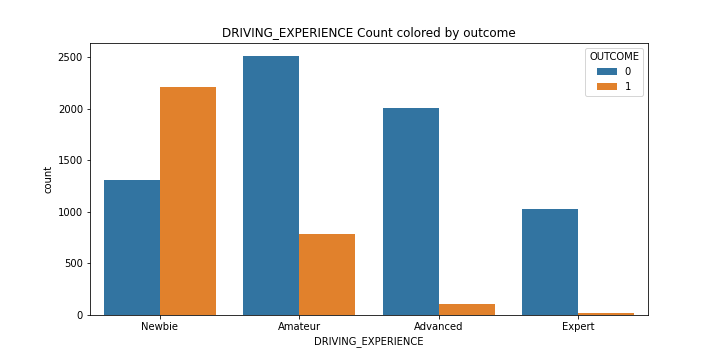 DRIVING_EXPERIENCE Count colored by outcome
OUTCOME
0
1
count
2500
2000
1500
1000
500
0
Newbie Amateur Advanced Expert
DRIVING_EXPERIENCE